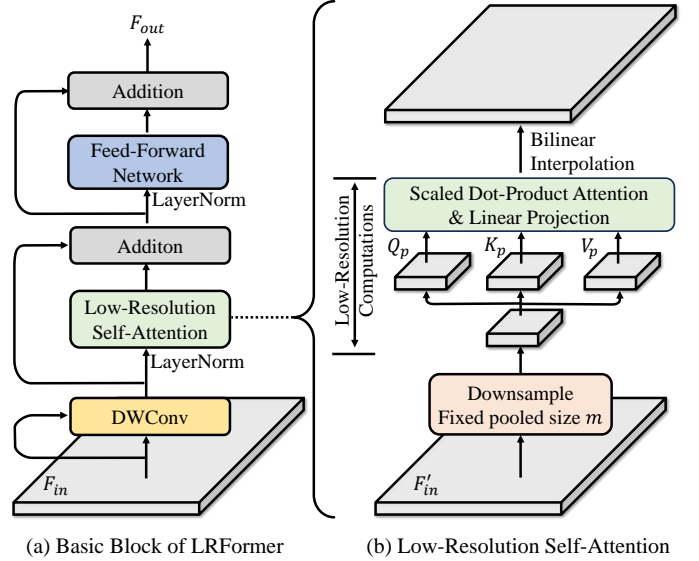 F_out
Addition
Feed-Forward
Network
LayerNorm
Additon
Low-Resolution
Self-Attention
LayerNorm
DWConv
F_in
(a) Basic Block of LRFormer
Bilinear
Interpolation
Scaled Dot-Product Attention
& Linear Projection
Q_p K_p V_p
Low-Resolution
Computations
Downsample
Fixed pooled size m
F'_in
(b) Low-Resolution Self-Attention